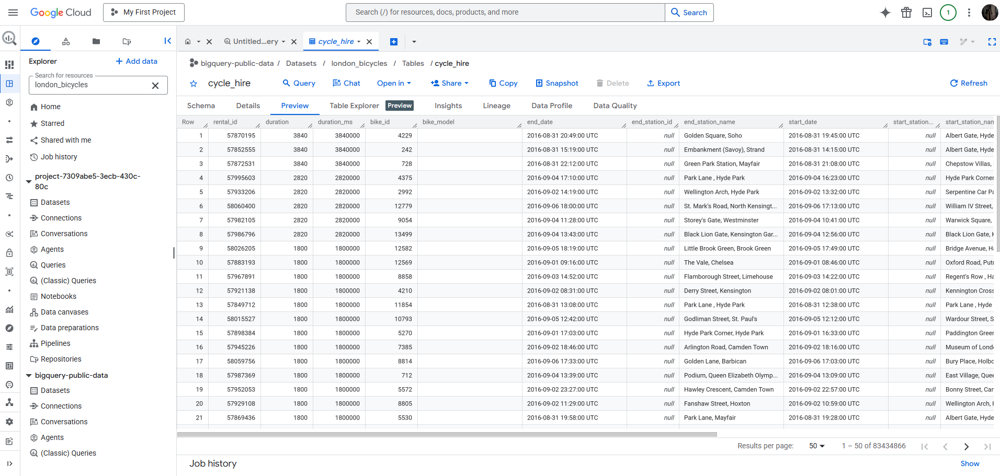 Google Cloud
My First Project
Search (/) for resources, docs, products, and more
Search
1
Untitled...ery
cycle_hire
Explorer
+ Add data
Search for resources
london_bicycles
Home
Starred
Shared with me
Job history
project-7309abe5-3ecb-430c-
80c
Datasets
Connections
Conversations
Agents
Queries
(Classic) Queries
Notebooks
Data canvases
Data preparations
Pipelines
Repositories
bigquery-public-data
Datasets
Connections
Conversations
Agents
(Classic) Queries
bigquery-public-data / Datasets / london_bicycles / Tables / cycle_hire
cycle_hire
Query
Chat
Open in
Share
Copy
Snapshot
Delete
Export
Refresh
Schema Details Preview Table Explorer Preview Insights Lineage Data Profile Data Quality
Row rental_id duration duration_ms bike_id bike_model end_date end_station_id end_station_name start_date start_station... start_station_nam
1 57870195 3840 3840000 4229 2016-08-31 20:49:00 UTC null Golden Square, Soho 2016-08-31 19:45:00 UTC null Albert Gate, Hyde
2 57852555 3840 3840000 242 2016-08-31 15:19:00 UTC null Embankment (Savoy), Strand 2016-08-31 14:15:00 UTC null Albert Gate, Hyde
3 57872531 3840 3840000 728 2016-08-31 22:12:00 UTC null Green Park Station, Mayfair 2016-08-31 21:08:00 UTC null Chepstow Villas,
4 57995603 2820 2820000 4375 2016-09-04 17:10:00 UTC null Park Lane , Hyde Park 2016-09-04 16:23:00 UTC null Hyde Park Corner
5 57933206 2820 2820000 2992 2016-09-02 14:19:00 UTC null Wellington Arch, Hyde Park 2016-09-02 13:32:00 UTC null Serpentine Car Pa
6 58060400 2820 2820000 12779 2016-09-06 18:00:00 UTC null St. Mark's Road, North Kensingt... 2016-09-06 17:13:00 UTC null William IV Street,
7 57982105 2820 2820000 9054 2016-09-04 11:28:00 UTC null Storey's Gate, Westminster 2016-09-04 10:41:00 UTC null Warwick Square,
8 57986796 2820 2820000 13499 2016-09-04 13:43:00 UTC null Black Lion Gate, Kensington Gar... 2016-09-04 12:56:00 UTC null Black Lion Gate, K
9 58026205 1800 1800000 12582 2016-09-05 18:19:00 UTC null Little Brook Green, Brook Green 2016-09-05 17:49:00 UTC null Bridge Avenue, Ha
10 57883193 1800 1800000 12569 2016-09-01 09:16:00 UTC null The Vale, Chelsea 2016-09-01 08:46:00 UTC null Oxford Road, Putn
11 57967891 1800 1800000 8858 2016-09-03 14:52:00 UTC null Flamborough Street, Limehouse 2016-09-03 14:22:00 UTC null Regent's Row , Ha
12 57921138 1800 1800000 4210 2016-09-02 08:31:00 UTC null Derry Street, Kensington 2016-09-02 08:01:00 UTC null Kennington Cross
13 57849712 1800 1800000 11854 2016-08-31 13:08:00 UTC null Park Lane , Hyde Park 2016-08-31 12:38:00 UTC null Park Lane , Hyde
14 58015527 1800 1800000 10793 2016-09-05 12:42:00 UTC null Godliman Street, St. Paul's 2016-09-05 12:12:00 UTC null Wardour Street, S
15 57898384 1800 1800000 5270 2016-09-01 17:03:00 UTC null Hyde Park Corner, Hyde Park 2016-09-01 16:33:00 UTC null Paddington Green
16 57945226 1800 1800000 7385 2016-09-02 18:46:00 UTC null Arlington Road, Camden Town 2016-09-02 18:16:00 UTC null Museum of Londo
17 58059756 1800 1800000 8814 2016-09-06 17:33:00 UTC null Golden Lane, Barbican 2016-09-06 17:03:00 UTC null Bury Place, Holbo
18 57987369 1800 1800000 712 2016-09-04 13:39:00 UTC null Podium, Queen Elizabeth Olymp... 2016-09-04 13:09:00 UTC null East Village, Quee
19 57952053 1800 1800000 5572 2016-09-02 23:27:00 UTC null Hawley Crescent, Camden Town 2016-09-02 22:57:00 UTC null Bonny Street, Cam
20 57929108 1800 1800000 8805 2016-09-02 11:29:00 UTC null Fanshaw Street, Hoxton 2016-09-02 10:59:00 UTC null Wellington Arch, H
21 57869436 1800 1800000 5530 2016-08-31 19:58:00 UTC null Park Lane, Mayfair 2016-08-31 19:28:00 UTC null Albert Gate, Hyde
Results per page: 50 1 – 50 of 83434866
Job history
Show